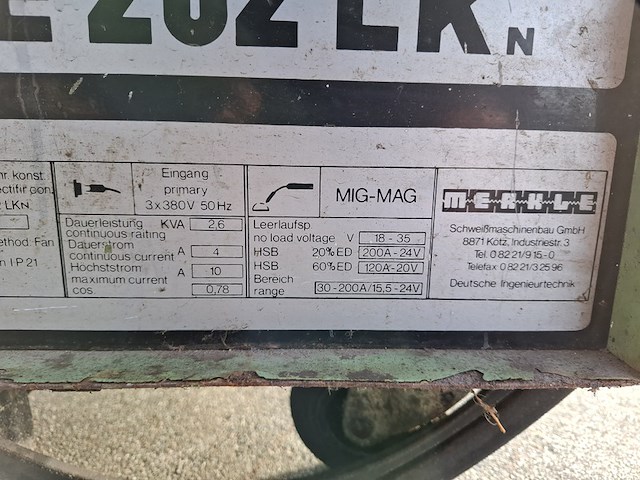 E 202 LKN
hr. konst.
LKN
ethod: Fan
n IP 21
Eingang
primary
3x380V 50Hz
Dauerleistung KVA 2,6
continuous raiting
Dauerstrom
continuous current A 4
Höchststrom A 10
maximum current
cos. 0,78
MIG-MAG
Leerlaufsp
no load voltage V 18-35
HSB 20% ED 200A-24V
HSB 60% ED 120A-20V
Bereich
range 30-200A/15,5-24V
MERKLE
Schweißmaschinenbau GmbH
8871 Kötz, Industriestr. 3
Tel. 08221/915-0
Telefax 08221/32596
Deutsche Ingenieurtechnik